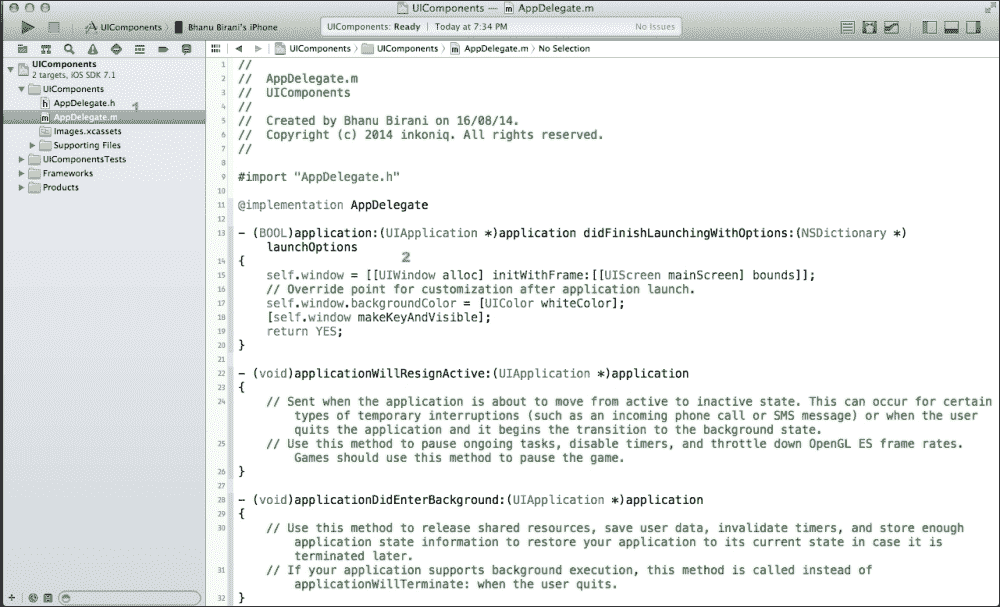 UIComponents — AppDelegate.m
UIComponents
Bhanu Birani's iPhone
UIComponents: Ready
Today at 7:34 PM
No Issues
UIComponents
UIComponents
AppDelegate.m
No Selection
UIComponents
2 targets, iOS SDK 7.1
UIComponents
AppDelegate.h
1
AppDelegate.m
Images.xcassets
Supporting Files
UIComponentsTests
Frameworks
Products
1 //
2 //  AppDelegate.m
3 //  UIComponents
4 //
5 //  Created by Bhanu Birani on 16/08/14.
6 //  Copyright (c) 2014 inkoniq. All rights reserved.
7 //
8
9 #import "AppDelegate.h"
10
11 @implementation AppDelegate
12
13 - (BOOL)application:(UIApplication *)application didFinishLaunchingWithOptions:(NSDictionary *)
launchOptions
2
14 {
15 self.window = [[UIWindow alloc] initWithFrame:[[UIScreen mainScreen] bounds]];
16 // Override point for customization after application launch.
17 self.window.backgroundColor = [UIColor whiteColor];
18 [self.window makeKeyAndVisible];
19 return YES;
20 }
21
22 - (void)applicationWillResignActive:(UIApplication *)application
23 {
24 // Sent when the application is about to move from active to inactive state. This can occur for certain
types of temporary interruptions (such as an incoming phone call or SMS message) or when the user
quits the application and it begins the transition to the background state.
25 // Use this method to pause ongoing tasks, disable timers, and throttle down OpenGL ES frame rates.
Games should use this method to pause the game.
26 }
27
28 - (void)applicationDidEnterBackground:(UIApplication *)application
29 {
30 // Use this method to release shared resources, save user data, invalidate timers, and store enough
application state information to restore your application to its current state in case it is
terminated later.
31 // If your application supports background execution, this method is called instead of
applicationWillTerminate: when the user quits.
32 }